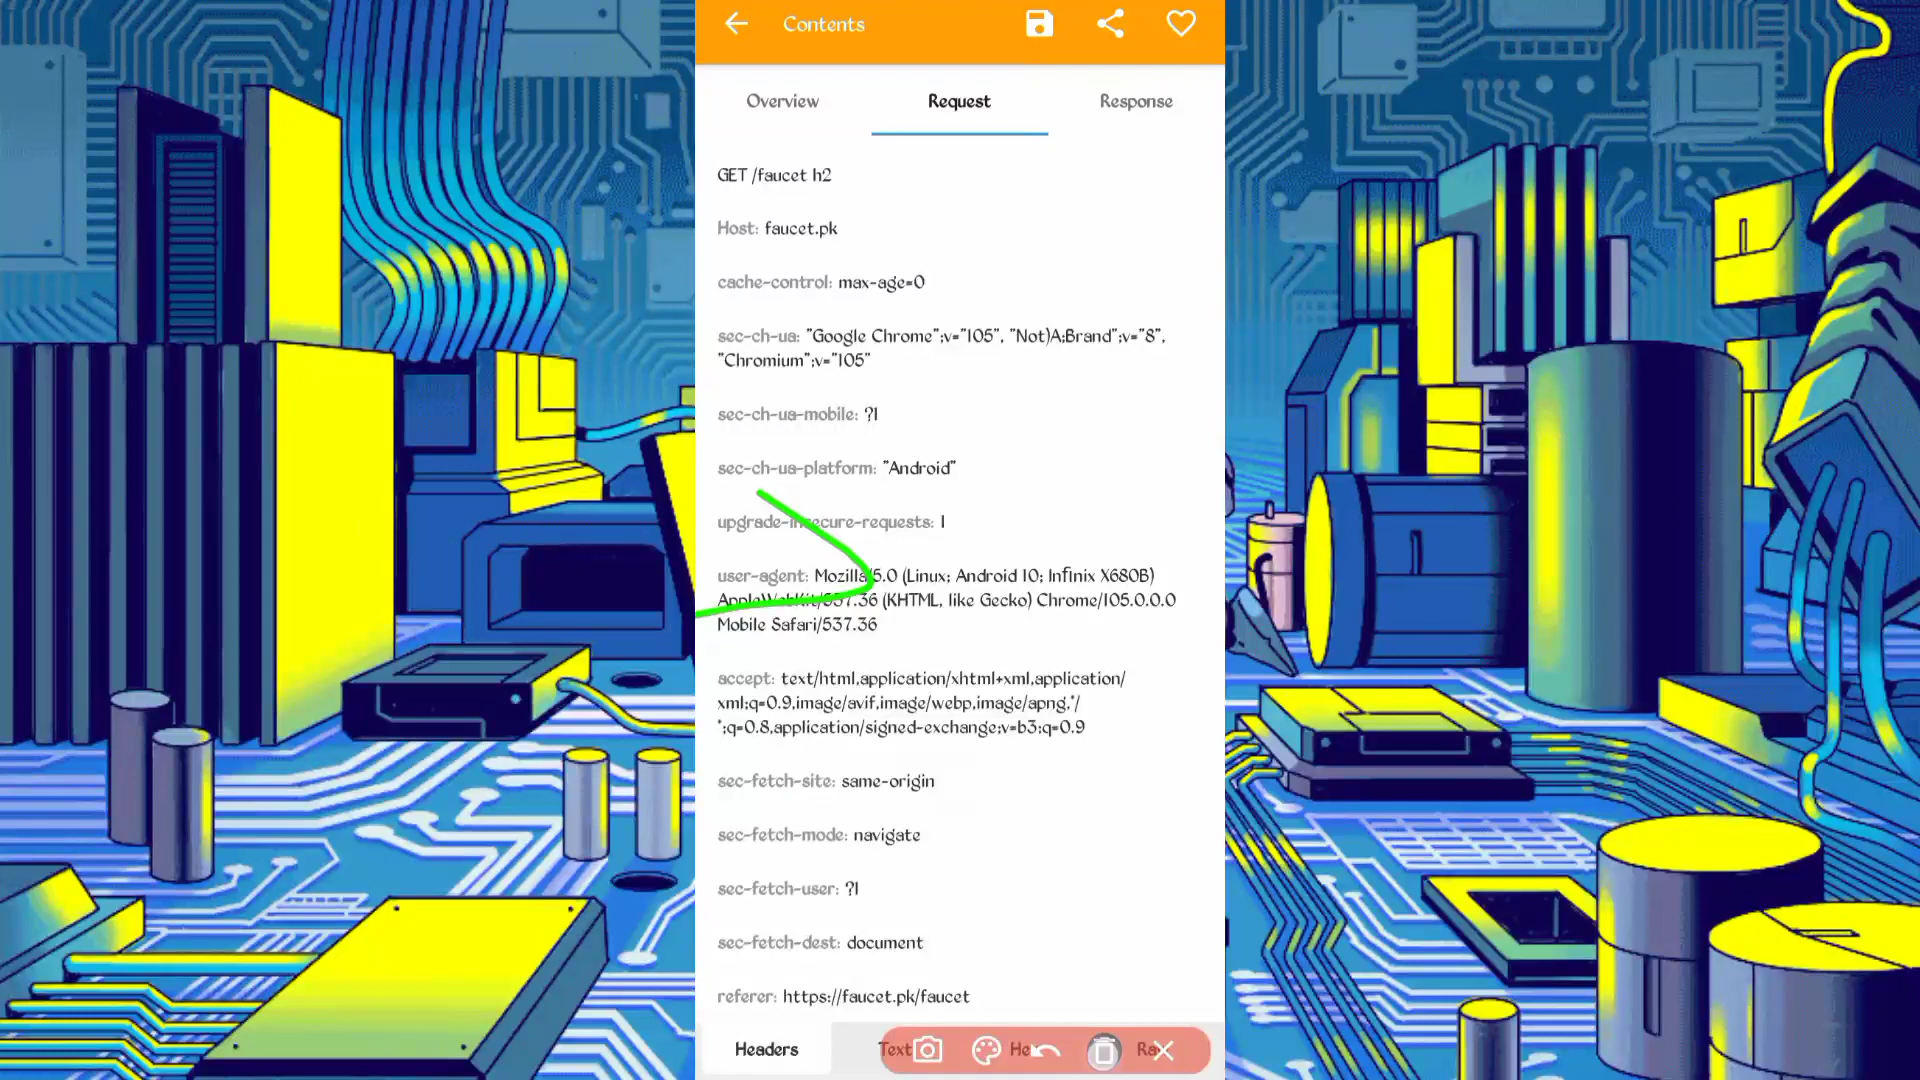 Contents
Overview
Request
Response
GET /faucet h2
Host: faucet.pk
cache-control: max-age=0
sec-ch-ua: "Google Chrome";v="105", "Not)A;Brand";v="8",
"Chromium";v="105"
sec-ch-ua-mobile: ?1
sec-ch-ua-platform: "Android"
upgrade-insecure-requests: 1
user-agent: Mozilla/5.0 (Linux; Android 10; Infinix X680B)
AppleWebKit/537.36 (KHTML, like Gecko) Chrome/105.0.0.0
Mobile Safari/537.36
accept: text/html,application/xhtml+xml,application/
xml;q=0.9,image/avif,image/webp,image/apng,*/
*;q=0.8,application/signed-exchange;v=b3;q=0.9
sec-fetch-site: same-origin
sec-fetch-mode: navigate
sec-fetch-user: ?1
sec-fetch-dest: document
referer: https://faucet.pk/faucet
Headers
Text